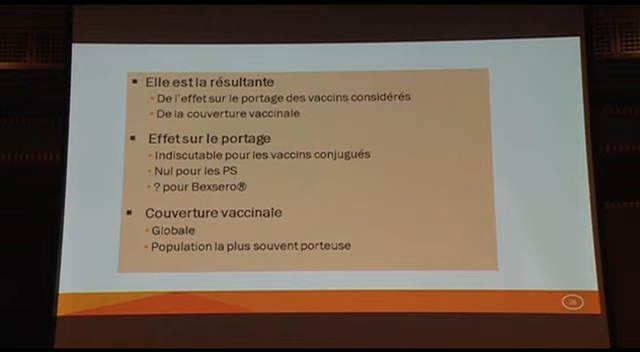 Elle est la résultante
De l'effet sur le portage des vaccins considérés
De la couverture vaccinale
Effet sur le portage
Indiscutable pour les vaccins conjugués
Nul pour les PS
? pour Bexsero®
Couverture vaccinale
Globale
Population la plus souvent porteuse